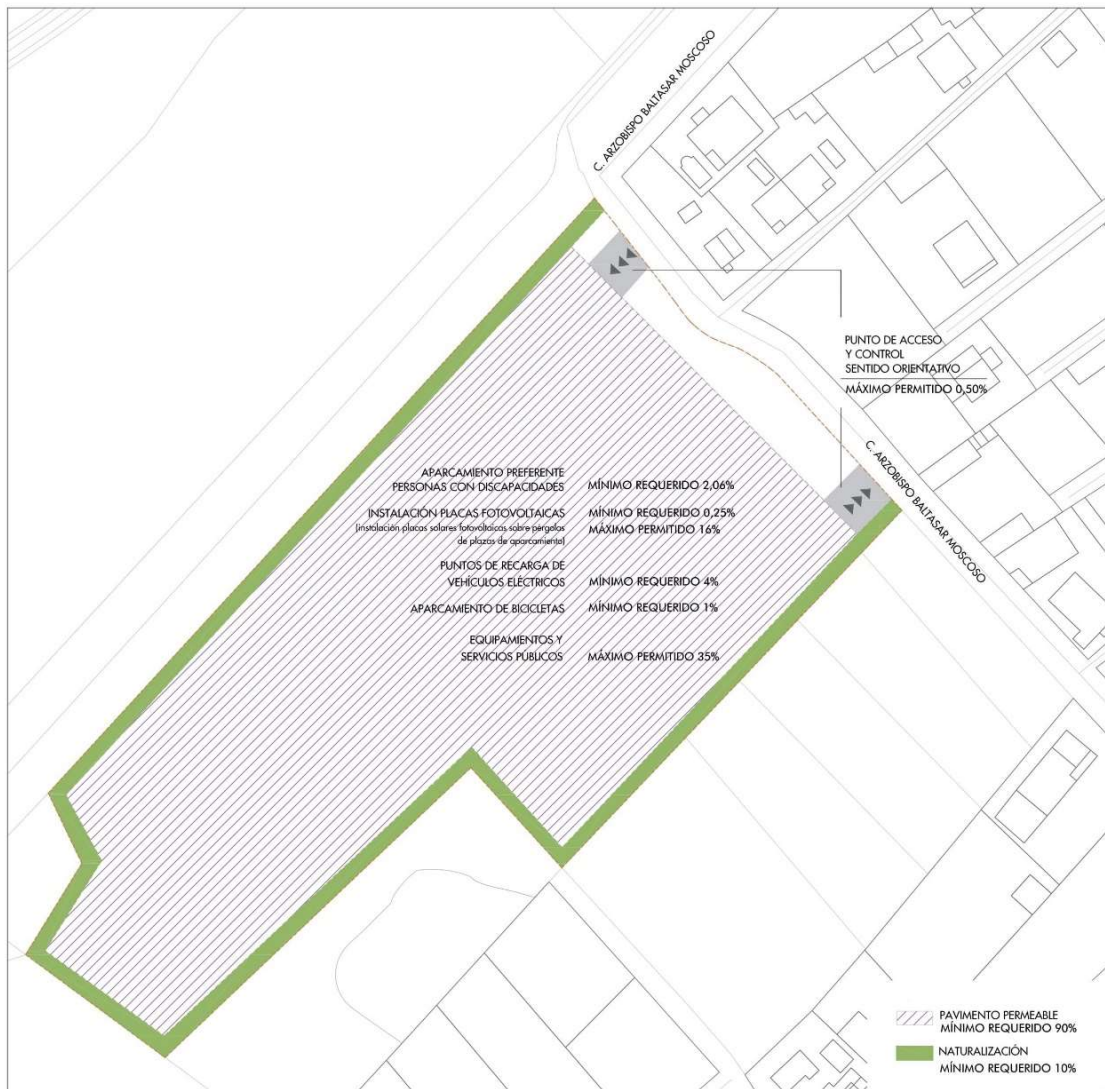 C. ARZOBISPO BALTASAR MOSCOSO
PUNTO DE ACCESO
Y CONTROL
SENTIDO ORIENTATIVO
MÁXIMO PERMITIDO 0,50%
C. ARZOBISPO BALTASAR MOSCOSO
APARCAMIENTO PREFERENTE
PERSONAS CON DISCAPACIDADES MÍNIMO REQUERIDO 2,06%
INSTALACIÓN PLACAS FOTOVOLTAICAS MÍNIMO REQUERIDO 0,25%
(instalación placas solares fotovoltaicas sobre pérgolas MÁXIMO PERMITIDO 16%
de plazas de aparcamiento)
PUNTOS DE RECARGA DE
VEHÍCULOS ELÉCTRICOS MÍNIMO REQUERIDO 4%
APARCAMIENTO DE BICICLETAS MÍNIMO REQUERIDO 1%
EQUIPAMIENTOS Y
SERVICIOS PÚBLICOS MÁXIMO PERMITIDO 35%
PAVIMENTO PERMEABLE
MÍNIMO REQUERIDO 90%
NATURALIZACIÓN
MÍNIMO REQUERIDO 10%